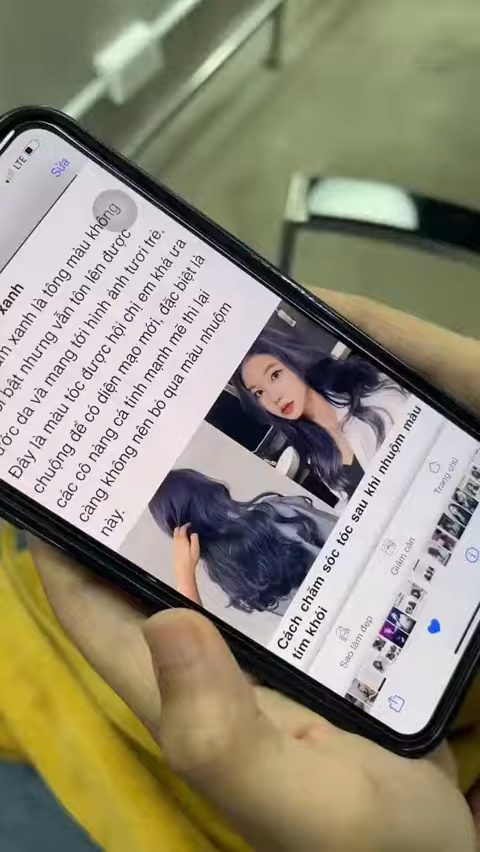 LTE
Sửa
xanh
xanh là tông màu không
bật nhưng vẫn tôn lên được
da và mang tới hình ảnh tươi trẻ.
Đây là màu tóc được hội chị em khá ưa
chuộng để có diện mạo mới, đặc biệt là
các cô nàng cá tính mạnh mẽ thì lại
càng không nên bỏ qua màu nhuộm
này.
Cách chăm sóc tóc sau khi nhuộm màu
tím khói
Sao làm đẹp
Giảm cân
Trang chủ